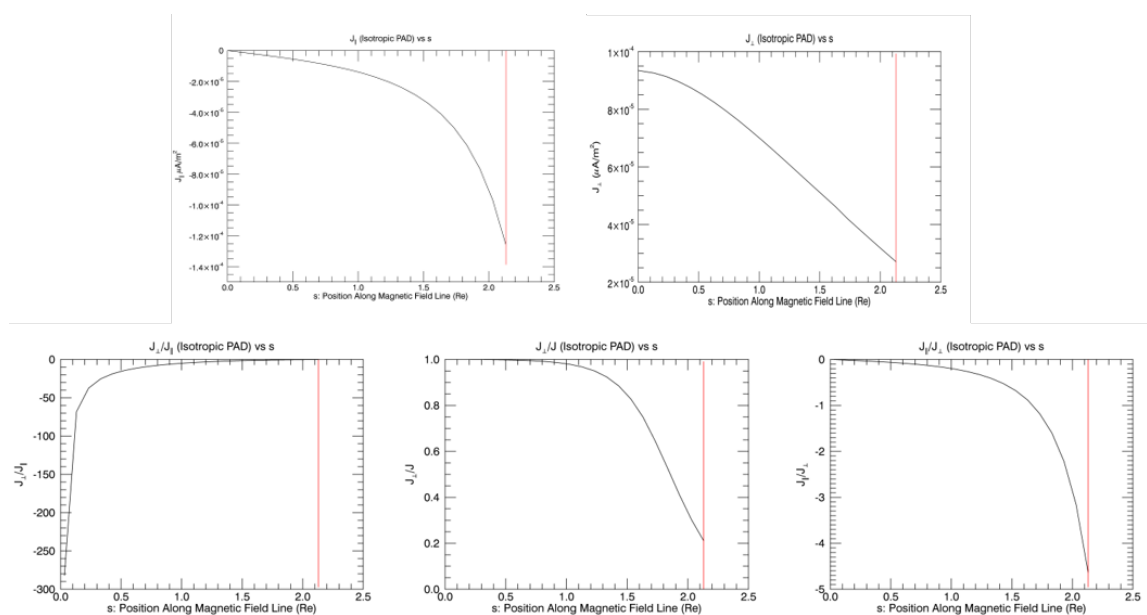 J∥ (Isotropic PAD) vs s
0
-2.0×10⁻⁵
-4.0×10⁻⁵
-6.0×10⁻⁵
-8.0×10⁻⁵
-1.0×10⁻⁴
-1.2×10⁻⁴
-1.4×10⁻⁴
J∥ μA/m²
0.0 0.5 1.0 1.5 2.0 2.5
s: Position Along Magnetic Field Line (Re)
J⊥ (Isotropic PAD) vs s
1×10⁻⁴
8×10⁻⁵
6×10⁻⁵
4×10⁻⁵
2×10⁻⁵
J⊥ (μA/m²)
0.0 0.5 1.0 1.5 2.0 2.5
s: Position Along Magnetic Field Line (Re)
J⊥/J∥ (Isotropic PAD) vs s
0
-50
-100
-150
-200
-250
-300
J⊥/J∥
0.0 0.5 1.0 1.5 2.0 2.5
s: Position Along Magnetic Field Line (Re)
J⊥/J (Isotropic PAD) vs s
1.0
0.8
0.6
0.4
0.2
0.0
J⊥/J
0.0 0.5 1.0 1.5 2.0 2.5
s: Position Along Magnetic Field Line (Re)
J∥/J⊥ (Isotropic PAD) vs s
0
-1
-2
-3
-4
-5
J∥/J⊥
0.0 0.5 1.0 1.5 2.0 2.5
s: Position Along Magnetic Field Line (Re)